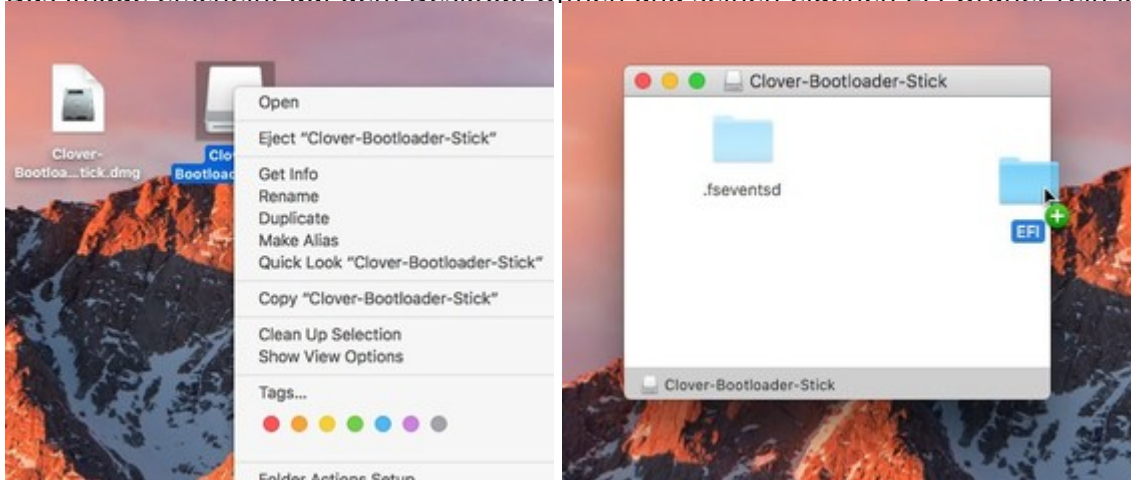 Clover-
Bootloa...tick.dmg
Clo
Bootloac
Open
Eject “Clover-Bootloader-Stick”
Get Info
Rename
Duplicate
Make Alias
Quick Look “Clover-Bootloader-Stick”
Copy “Clover-Bootloader-Stick”
Clean Up Selection
Show View Options
Tags...
Folder Actions Setup
Clover-Bootloader-Stick
.fseventsd
EFI
Clover-Bootloader-Stick